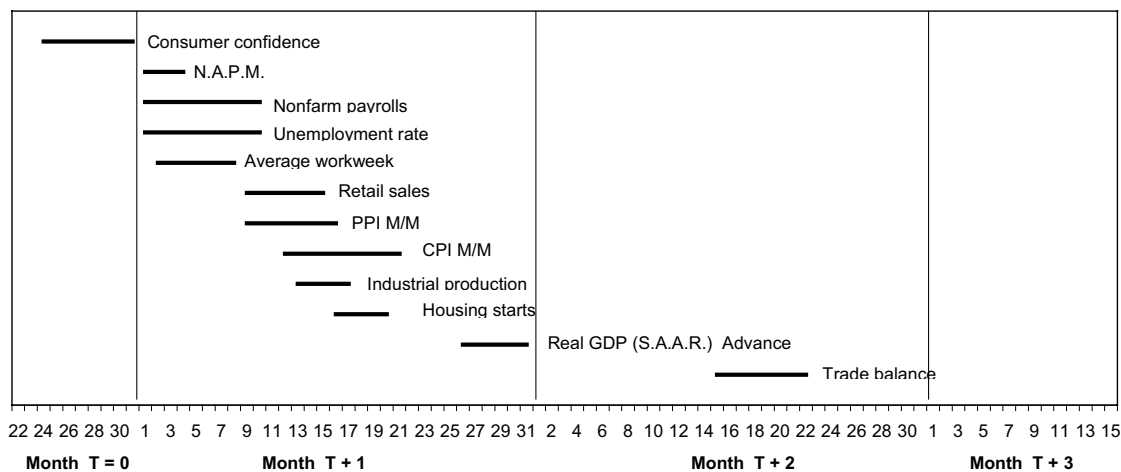 Consumer confidence
N.A.P.M.
Nonfarm payrolls
Unemployment rate
Average workweek
Retail sales
PPI M/M
CPI M/M
Industrial production
Housing starts
Real GDP (S.A.A.R.) Advance
Trade balance
22 24 26 28 30 1 3 5 7 9 11 13 15 17 19 21 23 25 27 29 31 2 4 6 8 10 12 14 16 18 20 22 24 26 28 30 1 3 5 7 9 11 13 15
Month T = 0 Month T + 1 Month T + 2 Month T + 3